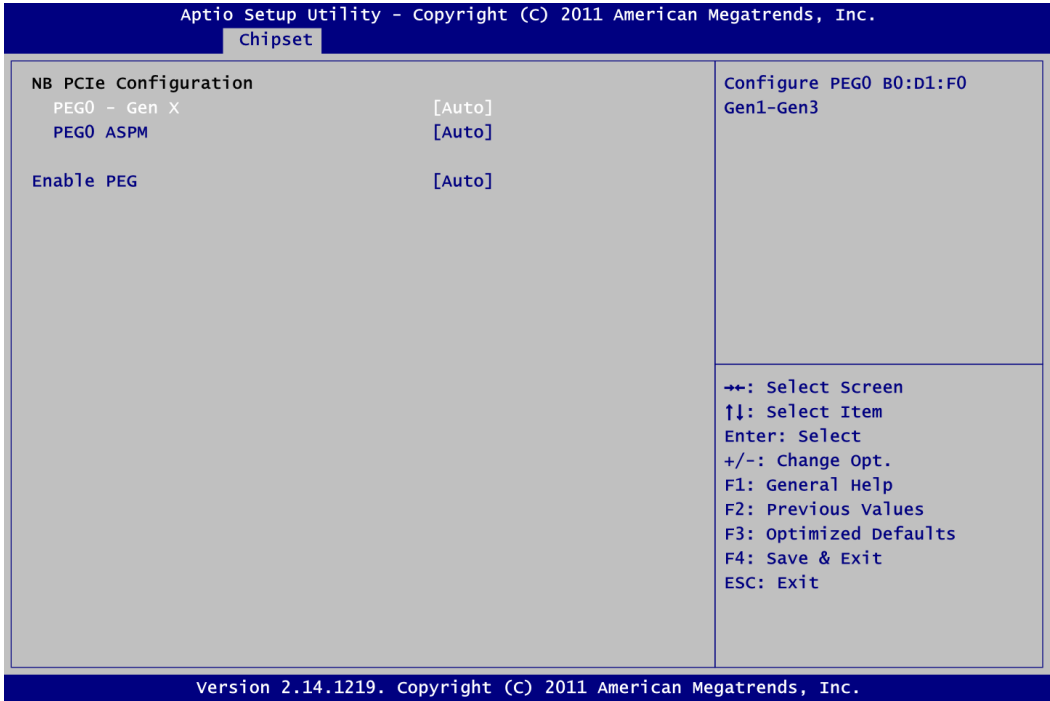 Aptio Setup Utility - Copyright (C) 2011 American Megatrends, Inc.
Chipset
NB PCIe Configuration
PEG0 - Gen X [Auto]
PEG0 ASPM [Auto]
Enable PEG [Auto]
Configure PEG0 B0:D1:F0
Gen1-Gen3
→←: Select Screen
↑↓: Select Item
Enter: Select
+/-: Change Opt.
F1: General Help
F2: Previous Values
F3: Optimized Defaults
F4: Save & Exit
ESC: Exit
Version 2.14.1219. Copyright (C) 2011 American Megatrends, Inc.